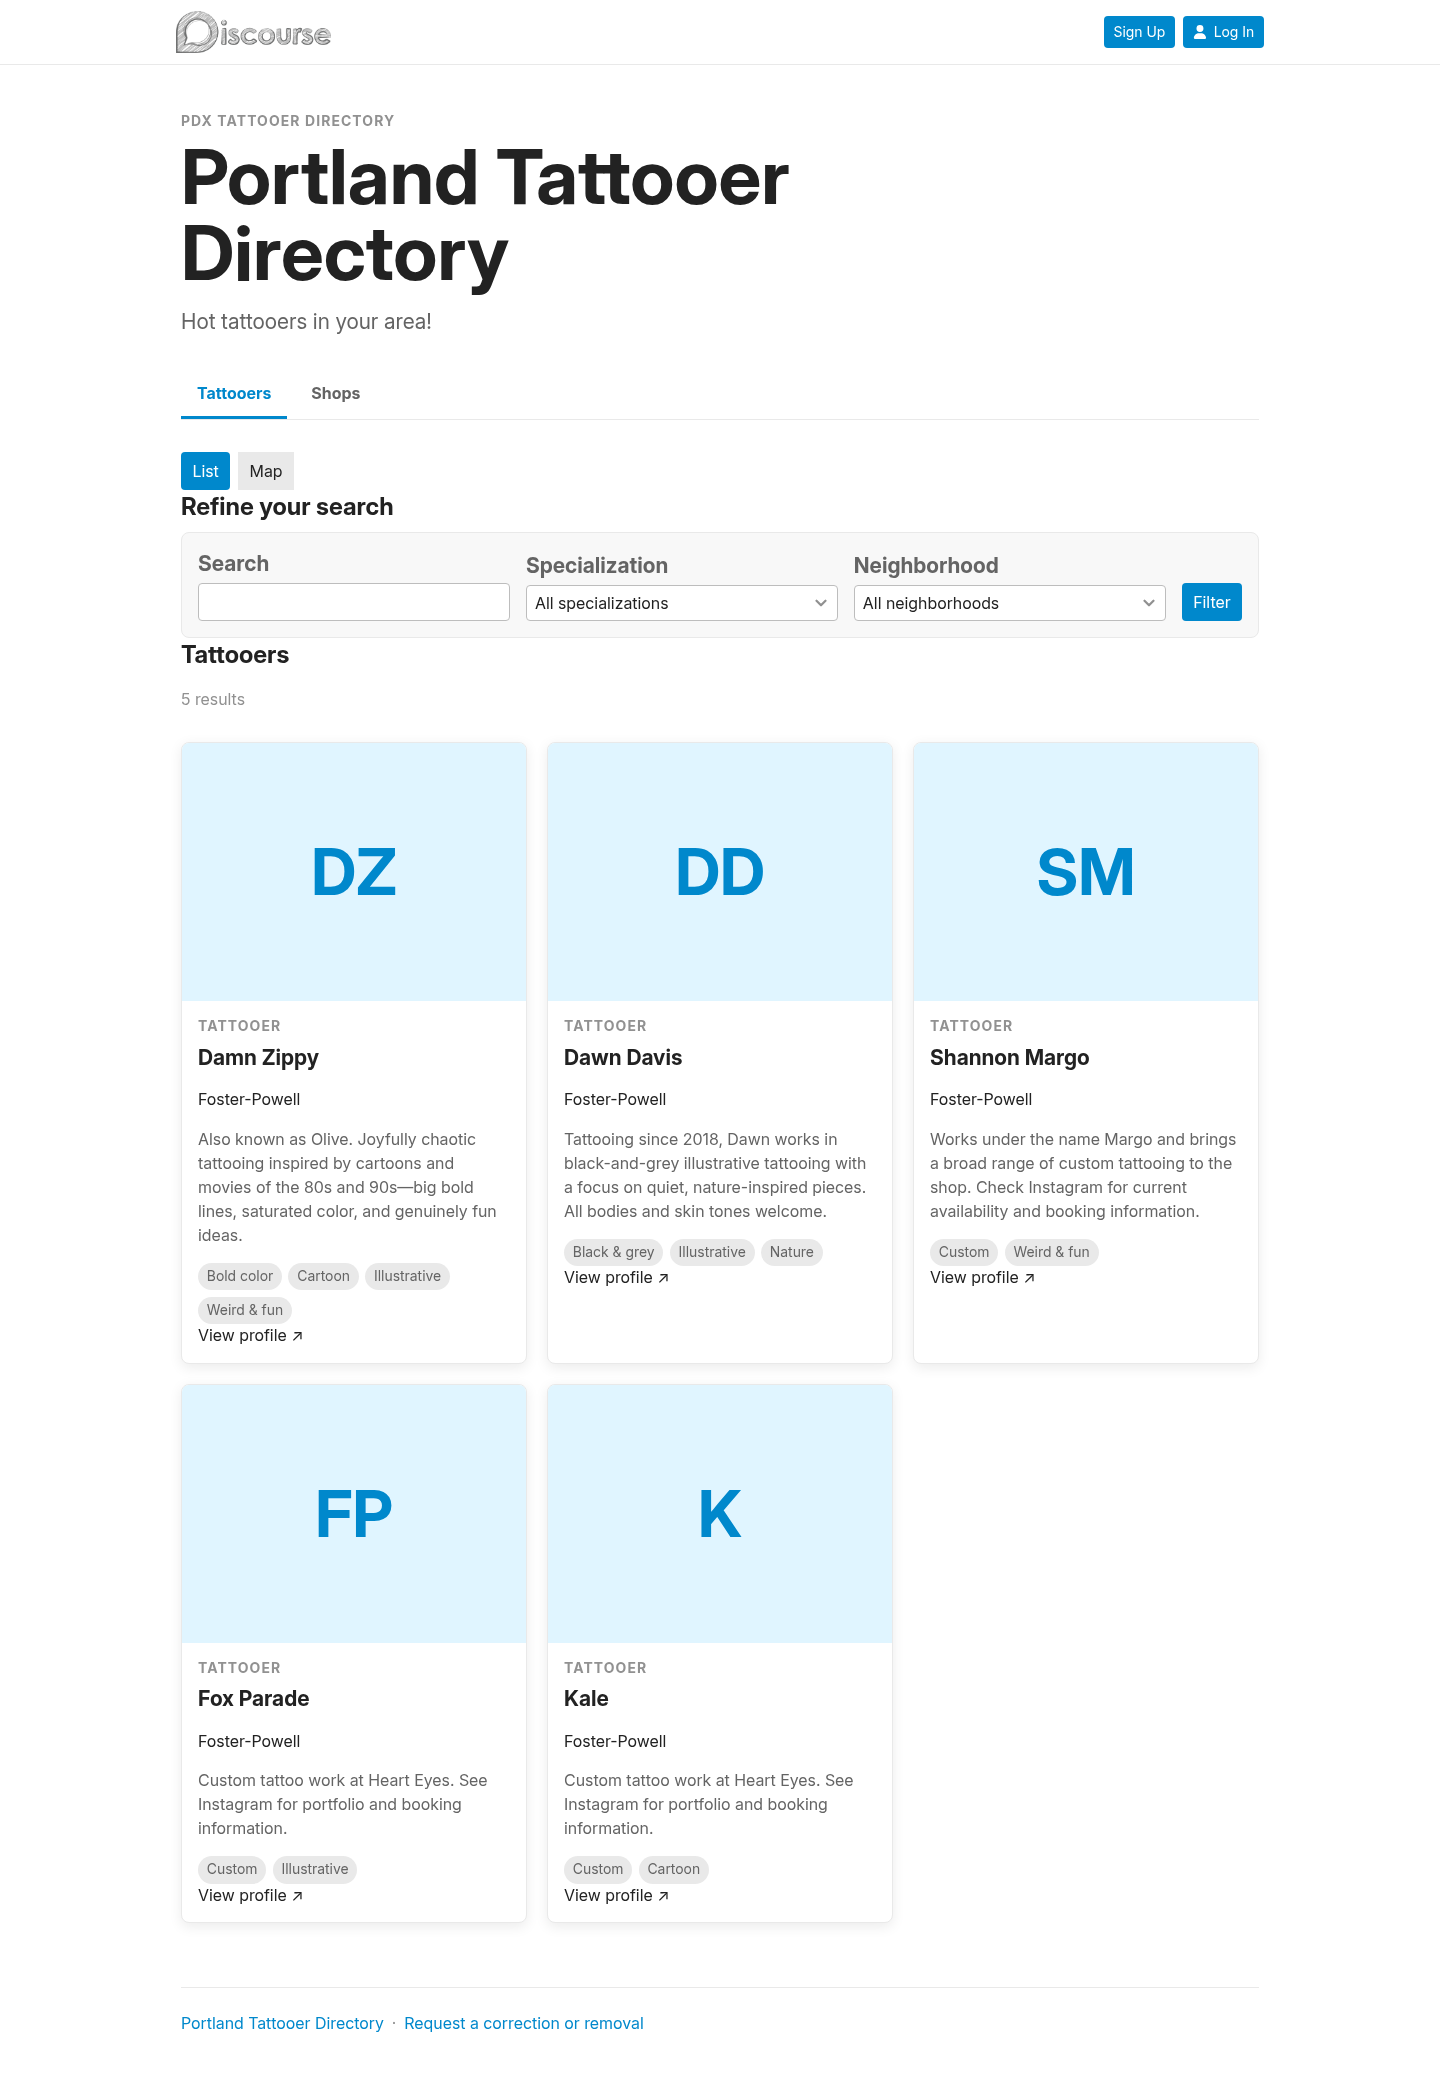 Discourse
Sign Up
Log In
PDX TATTOOER DIRECTORY
Portland Tattooer
Directory
Hot tattooers in your area!
Tattooers
Shops
List
Map
Refine your search
Search
Specialization
Neighborhood
All specializations
All neighborhoods
Filter
Tattooers
5 results
DZ
TATTOOER
Damn Zippy
Foster-Powell
Also known as Olive. Joyfully chaotic
tattooing inspired by cartoons and
movies of the 80s and 90s—big bold
lines, saturated color, and genuinely fun
ideas.
Bold color
Cartoon
Illustrative
Weird & fun
View profile ↗
DD
TATTOOER
Dawn Davis
Foster-Powell
Tattooing since 2018, Dawn works in
black-and-grey illustrative tattooing with
a focus on quiet, nature-inspired pieces.
All bodies and skin tones welcome.
Black & grey
Illustrative
Nature
View profile ↗
SM
TATTOOER
Shannon Margo
Foster-Powell
Works under the name Margo and brings
a broad range of custom tattooing to the
shop. Check Instagram for current
availability and booking information.
Custom
Weird & fun
View profile ↗
FP
TATTOOER
Fox Parade
Foster-Powell
Custom tattoo work at Heart Eyes. See
Instagram for portfolio and booking
information.
Custom
Illustrative
View profile ↗
K
TATTOOER
Kale
Foster-Powell
Custom tattoo work at Heart Eyes. See
Instagram for portfolio and booking
information.
Custom
Cartoon
View profile ↗
Portland Tattooer Directory · Request a correction or removal